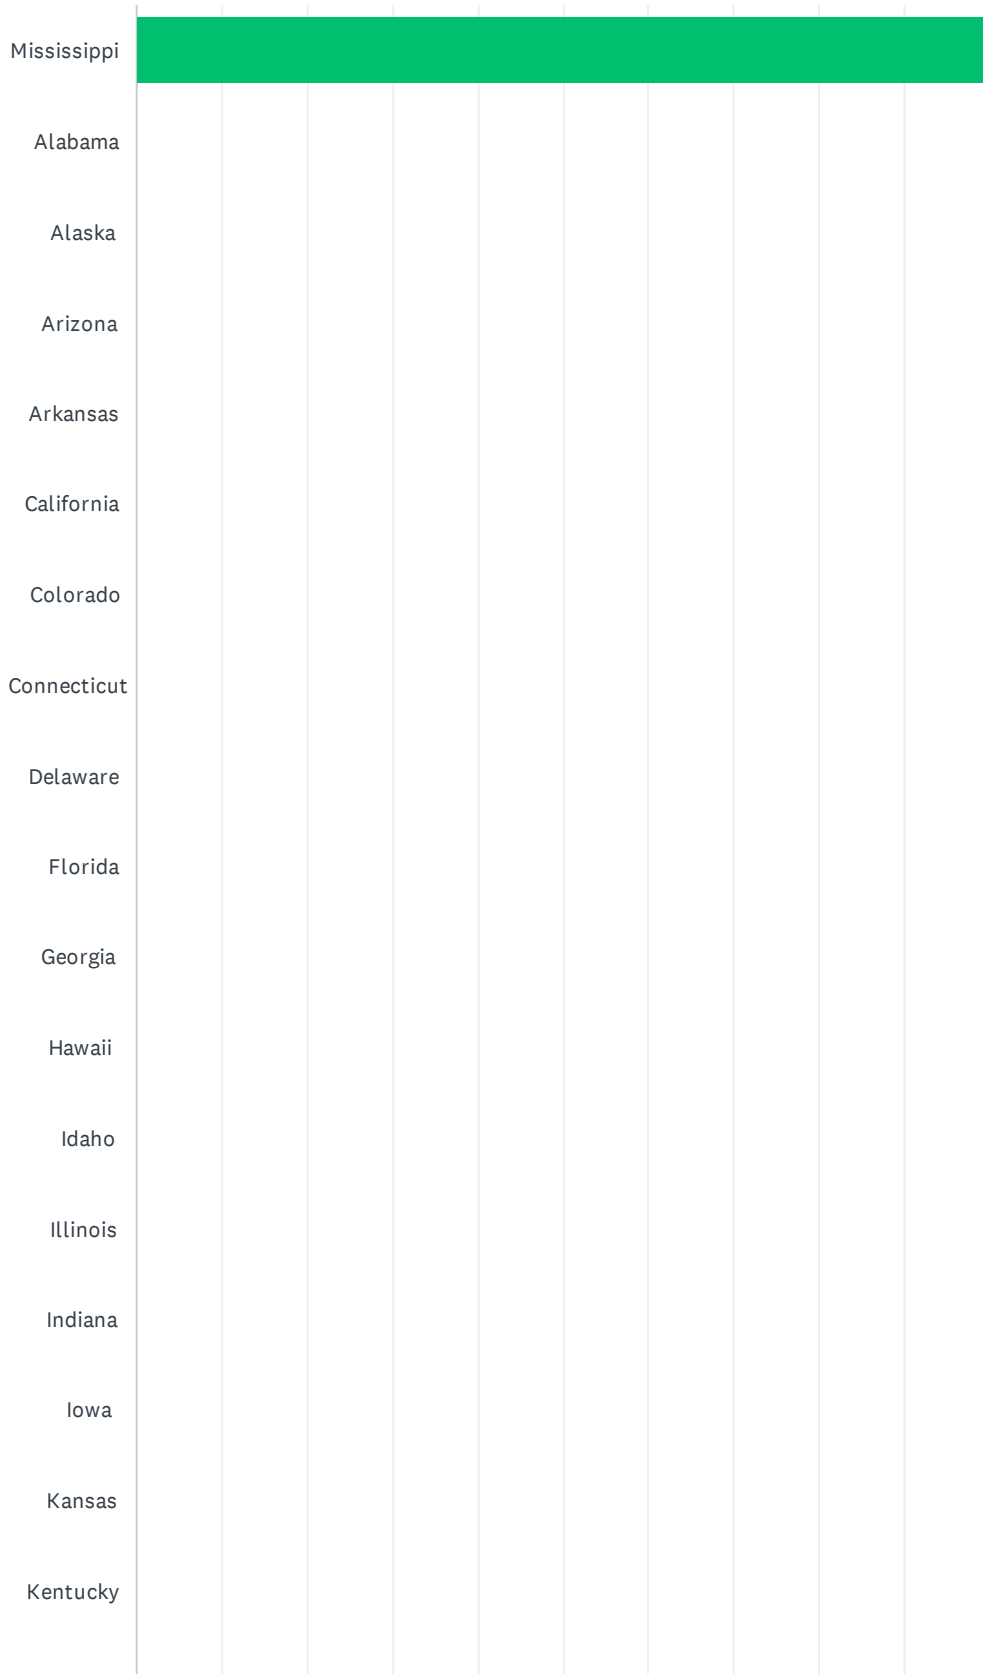 Mississippi
Alabama
Alaska
Arizona
Arkansas
California
Colorado
Connecticut
Delaware
Florida
Georgia
Hawaii
Idaho
Illinois
Indiana
Iowa
Kansas
Kentucky